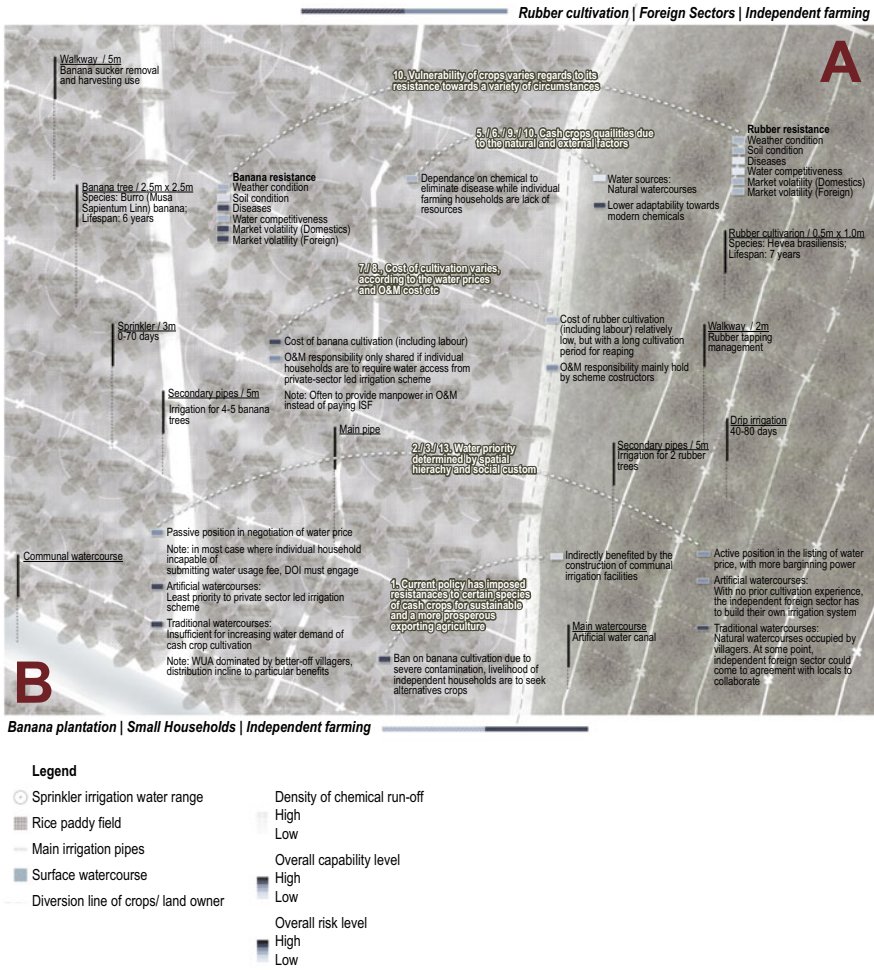 Rubber cultivation | Foreign Sectors | Independent farming
A
Walkway / 5m
Banana sucker removal
and harvesting use
10. Vulnerability of crops varies regards to its
resistance towards a variety of circumstances
5. / 6. / 9. / 10. Cash crops quailities due
to the natural and external factors
Rubber resistance
Weather condition
Soil condition
Diseases
Water competitiveness
Market volatility (Domestics)
Market volatility (Foreign)
Banana tree / 2.5m x 2.5m
Species: Burro (Musa
Sapientum Linn) banana;
Lifespan: 6 years
Banana resistance
Weather condition
Soil condition
Diseases
Water competitiveness
Market volatility (Domestics)
Market volatility (Foreign)
Dependance on chemical to
eliminate disease while individual
farming households are lack of
resources
Water sources:
Natural watercourses
Lower adaptability towards
modern chemicals
Rubber cultivarion / 0.5m x 1.0m
Species: Hevea brasiliensis;
Lifespan: 7 years
7./ 8., Cost of cultivation varies,
according to the water prices
and O&M cost etc
Sprinkler / 3m
0-70 days
Cost of banana cultivation (including labour)
O&M responsibility only shared if individual
households are to require water access from
private-sector led irrigation scheme
Note: Often to provide manpower in O&M
instead of paying ISF
Cost of rubber cultivation
(including labour) relatively
low, but with a long cultivation
period for reaping
O&M responsibility mainly hold
by scheme costructors
Walkway / 2m
Rubber tapping
management
Secondary pipes / 5m
Irrigation for 4-5 banana
trees
Main pipe
2./ 3./ 13. Water priority
determined by spatial
hierachy and social custom
Secondary pipes / 5m
Irrigation for 2 rubber
trees
Drip irrigation
40-80 days
Communal watercourse
Passive position in negotiation of water price
Note: in most case where individual household
incapable of
submitting water usage fee, DOI must engage
Artificial watercourses:
Least priority to private sector led irrigation
scheme
Traditional watercourses:
Insufficient for increasing water demand of
cash crop cultivation
Note: WUA dominated by better-off villagers,
distribution incline to particular benefits
1. Current policy has imposed
resistances to certain species
of cash crops for sustainable
and a more prosperous
exporting agriculture
Ban on banana cultivation due to
severe contamination, livelihood of
independent households are to seek
alternatives crops
Indirectly benefited by the
construction of communal
irrigation facilities
Main watercourse
Artificial water canal
Active position in the listing of water
price, with more barginning power
Artificial watercourses:
With no prior cultivation experience,
the independent foreign sector has
to build their own irrigation system
Traditional watercourses:
Natural watercourses occupied by
villagers. At some point,
independent foreign sector could
come to agreement with locals to
collaborate
B
Banana plantation | Small Households | Independent farming
Legend
Sprinkler irrigation water range
Rice paddy field
Main irrigation pipes
Surface watercourse
Diversion line of crops/ land owner
Density of chemical run-off
High
Low
Overall capability level
High
Low
Overall risk level
High
Low